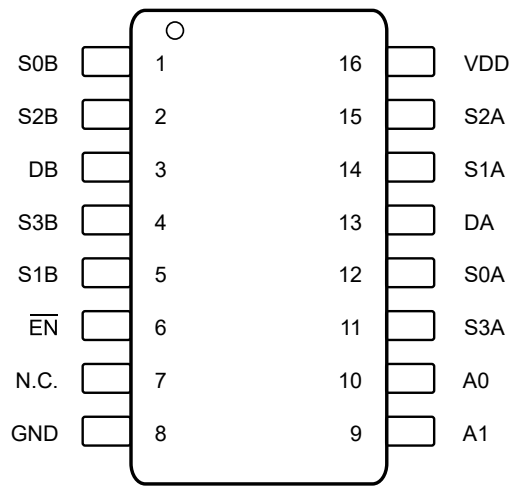 S0B 1 16 VDD
S2B 2 15 S2A
DB 3 14 S1A
S3B 4 13 DA
S1B 5 12 S0A
E̅N̅ 6 11 S3A
N.C. 7 10 A0
GND 8 9 A1